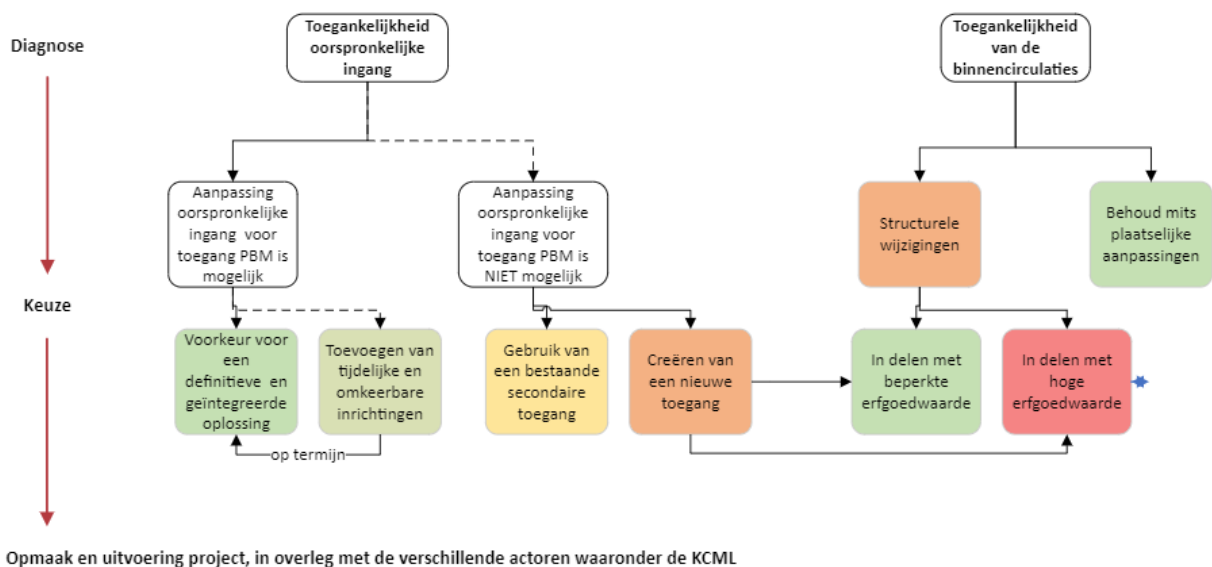 Diagnose
Toegankelijkheid
oorspronkelijke
ingang
Toegankelijkheid
van de
binnencirculaties
Aanpassing
oorspronkelijke
ingang voor
toegang PBM is
mogelijk
Aanpassing
oorspronkelijke
ingang voor
toegang PBM is
NIET mogelijk
Structurele
wijzigingen
Behoud mits
plaatselijke
aanpassingen
Keuze
Voorkeur voor
een
definitieve en
geïntegreerde
oplossing
Toevoegen van
tijdelijke en
omkeerbare
inrichtingen
Gebruik van
een bestaande
secondaire
toegang
Creëren van
een nieuwe
toegang
In delen met
beperkte
erfgoedwaarde
In delen met
hoge
erfgoedwaarde
op termijn
Opmaak en uitvoering project, in overleg met de verschillende actoren waaronder de KCML